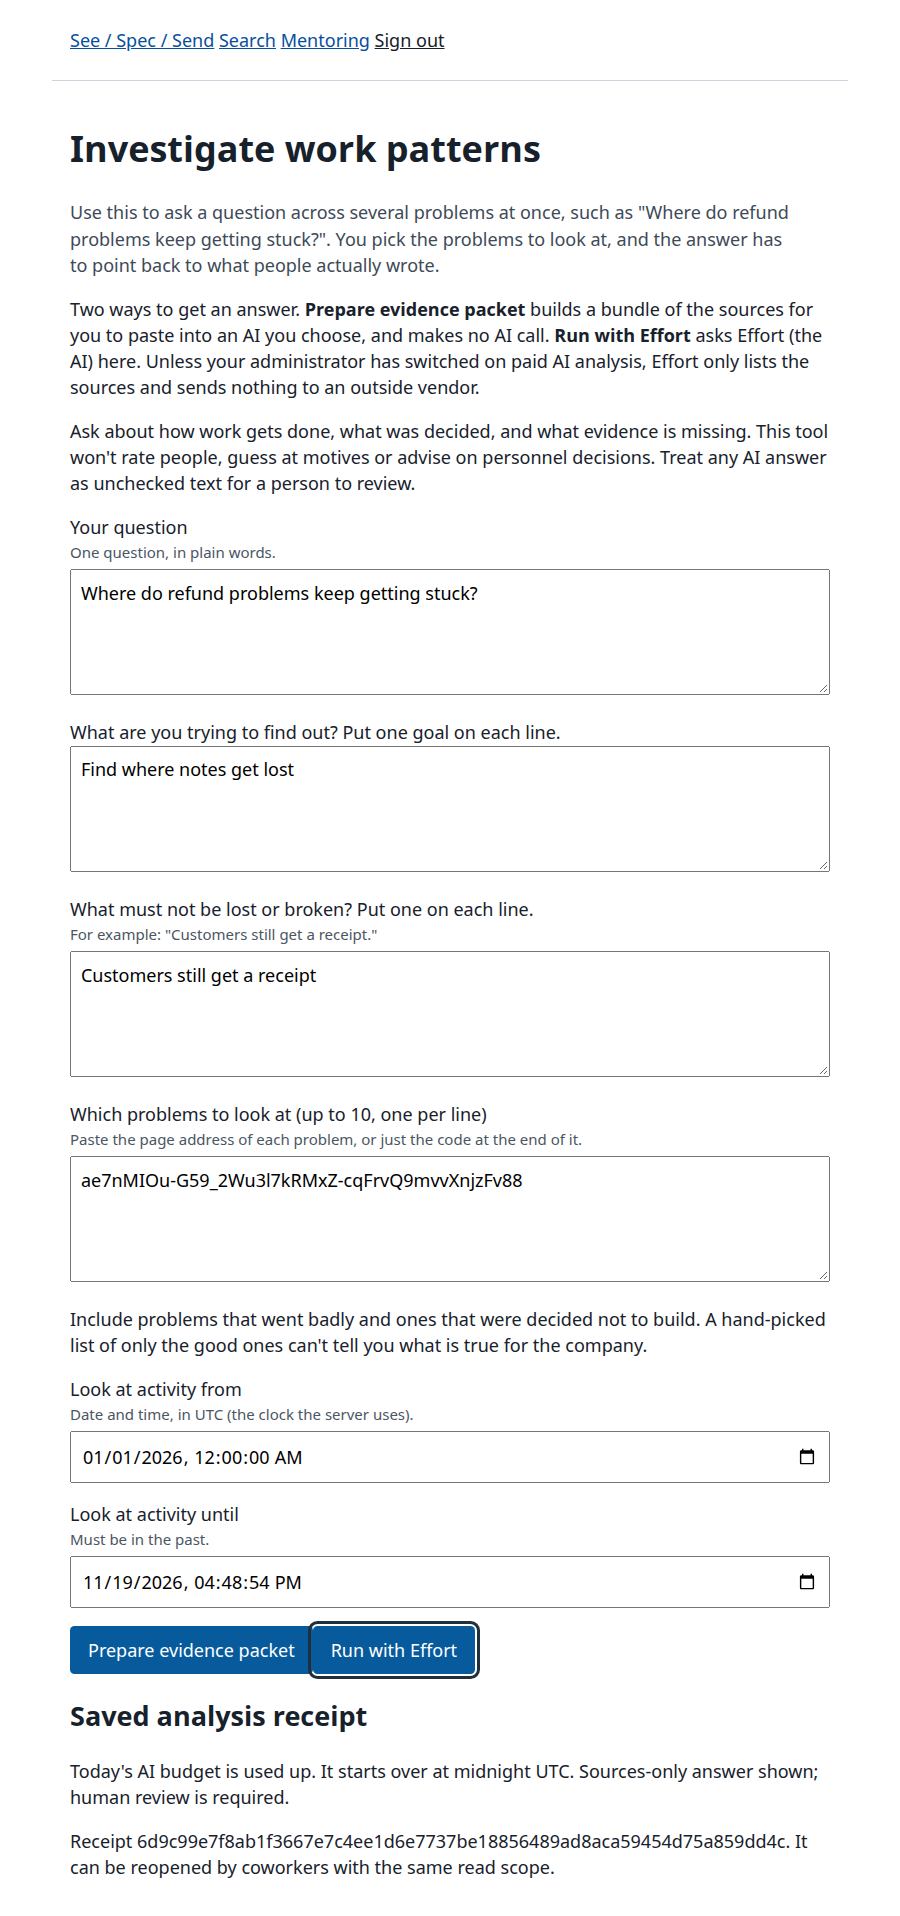 See / Spec / Send Search Mentoring Sign out
Investigate work patterns
Use this to ask a question across several problems at once, such as "Where do refund
problems keep getting stuck?". You pick the problems to look at, and the answer has
to point back to what people actually wrote.
Two ways to get an answer. Prepare evidence packet builds a bundle of the sources for
you to paste into an AI you choose, and makes no AI call. Run with Effort asks Effort (the
AI) here. Unless your administrator has switched on paid AI analysis, Effort only lists the
sources and sends nothing to an outside vendor.
Ask about how work gets done, what was decided, and what evidence is missing. This tool
won't rate people, guess at motives or advise on personnel decisions. Treat any AI answer
as unchecked text for a person to review.
Your question
One question, in plain words.
Where do refund problems keep getting stuck?
What are you trying to find out? Put one goal on each line.
Find where notes get lost
What must not be lost or broken? Put one on each line.
For example: "Customers still get a receipt."
Customers still get a receipt
Which problems to look at (up to 10, one per line)
Paste the page address of each problem, or just the code at the end of it.
ae7nMIOu-G59_2Wu3l7kRMxZ-cqFrvQ9mvvXnjzFv88
Include problems that went badly and ones that were decided not to build. A hand-picked
list of only the good ones can't tell you what is true for the company.
Look at activity from
Date and time, in UTC (the clock the server uses).
01/01/2026, 12:00:00 AM
Look at activity until
Must be in the past.
11/19/2026, 04:48:54 PM
Prepare evidence packet Run with Effort
Saved analysis receipt
Today's AI budget is used up. It starts over at midnight UTC. Sources-only answer shown;
human review is required.
Receipt 6d9c99e7f8ab1f3667e7c4ee1d6e7737be18856489ad8aca59454d75a859dd4c. It
can be reopened by coworkers with the same read scope.